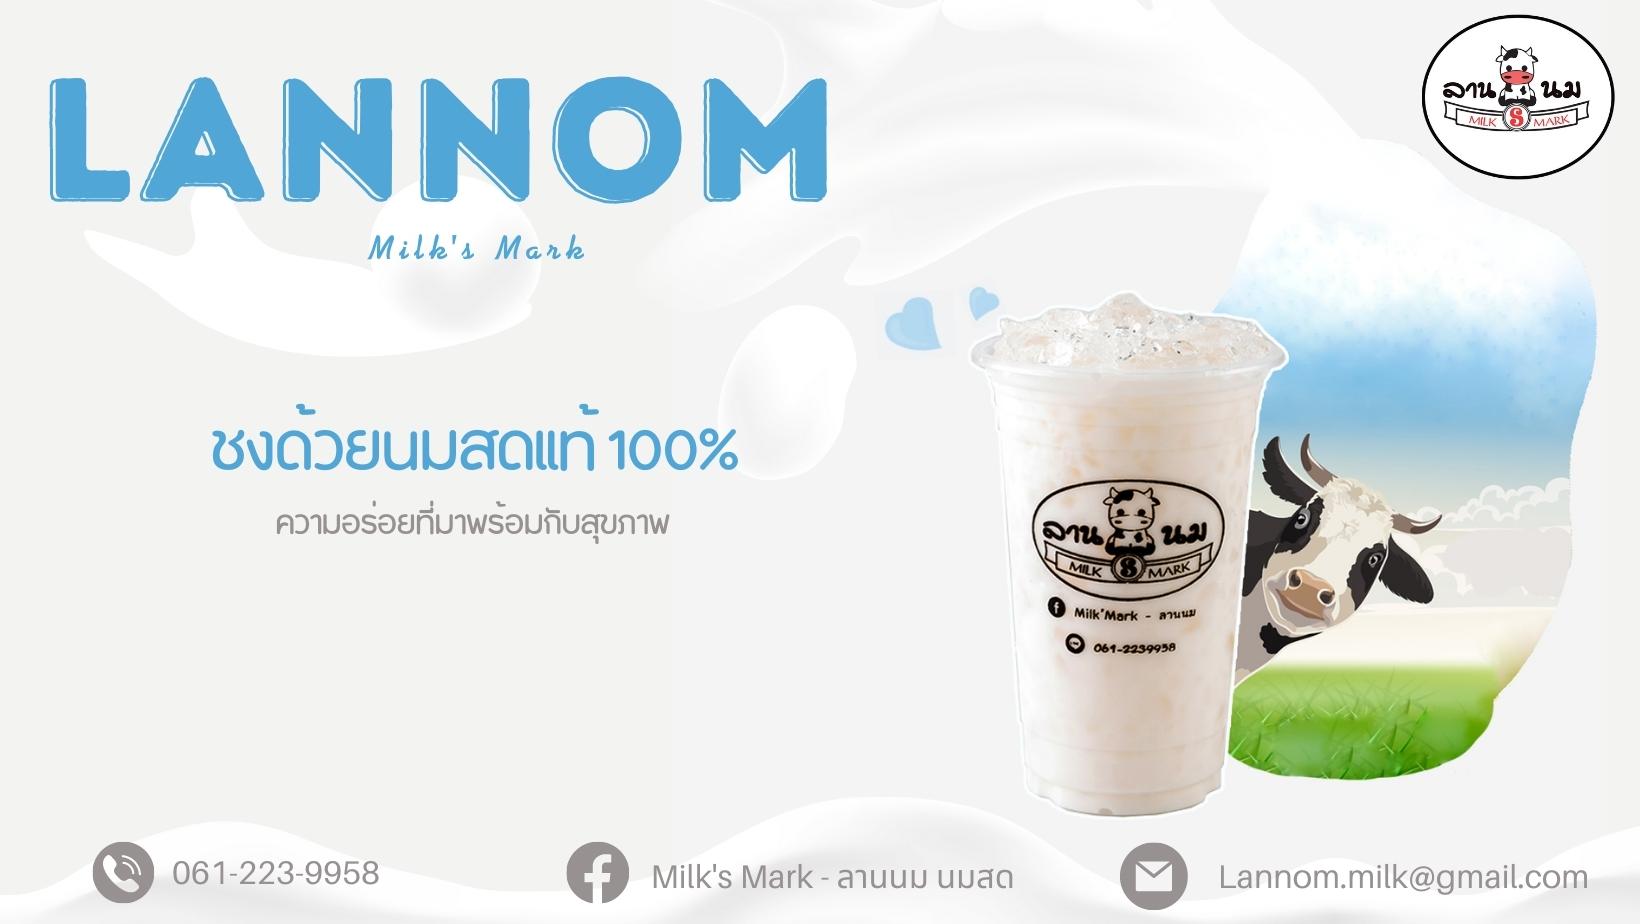 LANNOM
Milk's Mark
ลาน นม
MILK S MARK
ชงด้วยนมสดแท้ 100%
ความอร่อยที่มาพร้อมกับสุขภาพ
ลาน นม
MILK S MARK
Milk'Mark - ลานนม
061-2239958
061-223-9958
Milk's Mark - ลานนม นมสด
Lannom.milk@gmail.com